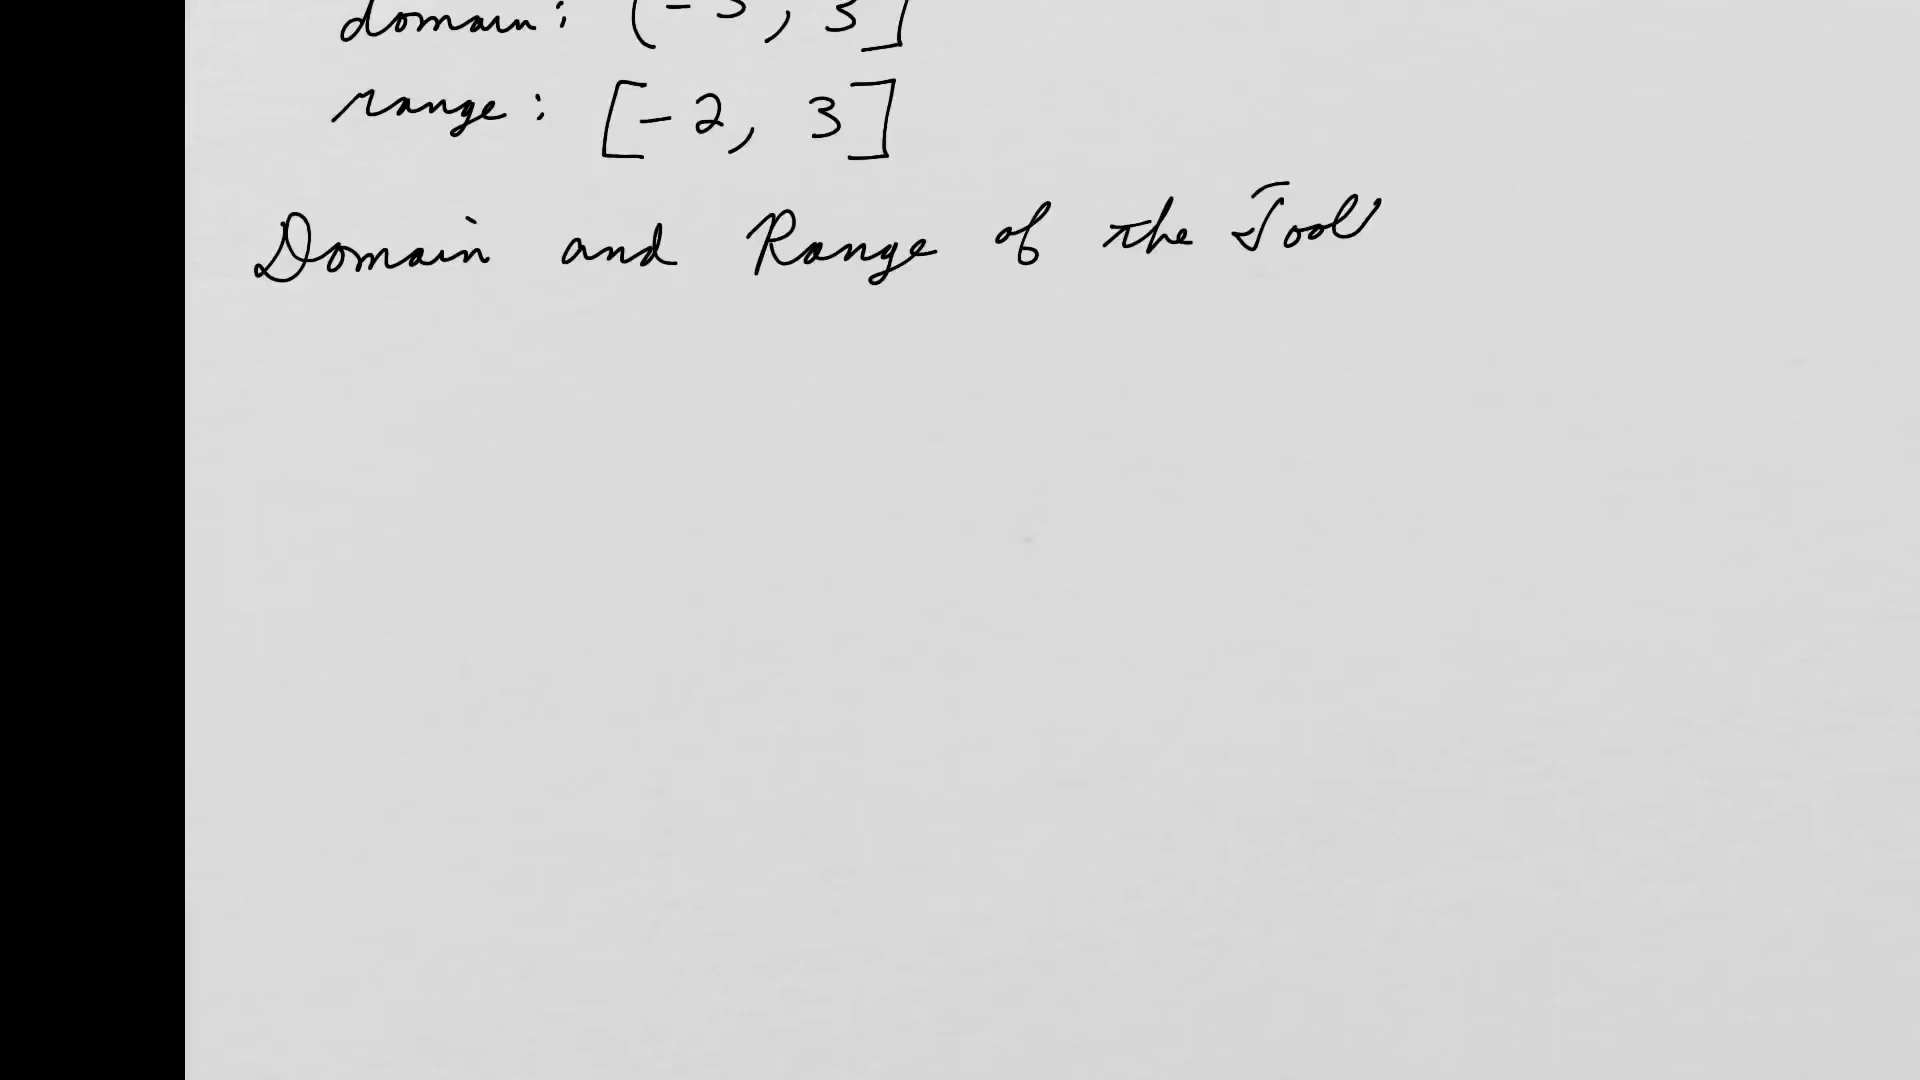 domain: (-3, 3]
range: [-2, 3]
Domain and Range of the Tool